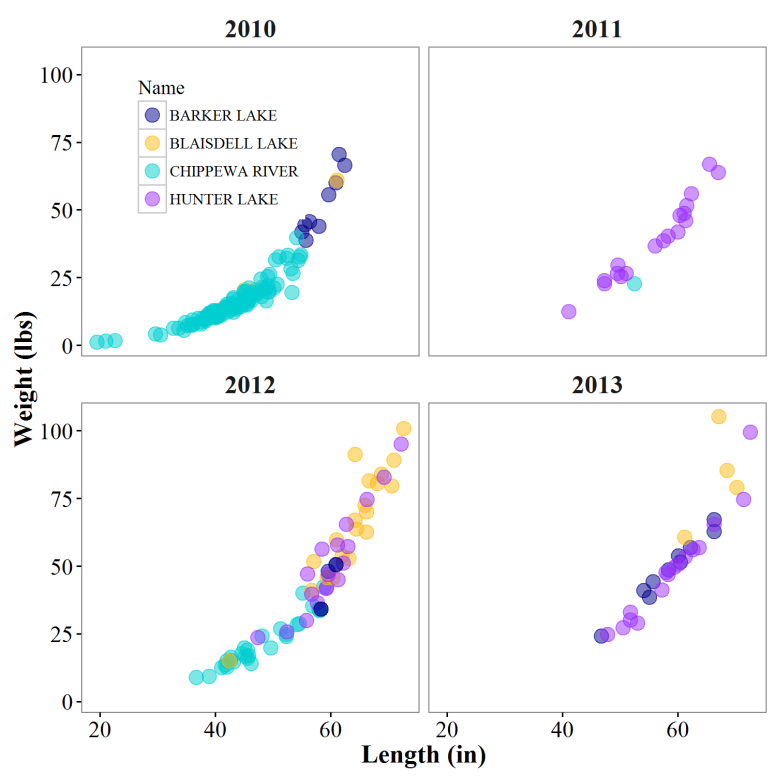 2010 2011
Name
BARKER LAKE
BLAISDELL LAKE
CHIPPEWA RIVER
HUNTER LAKE
100
75
50
25
0
2012 2013
100
75
50
25
0
20 40 60 20 40 60
Length (in)
Weight (lbs)